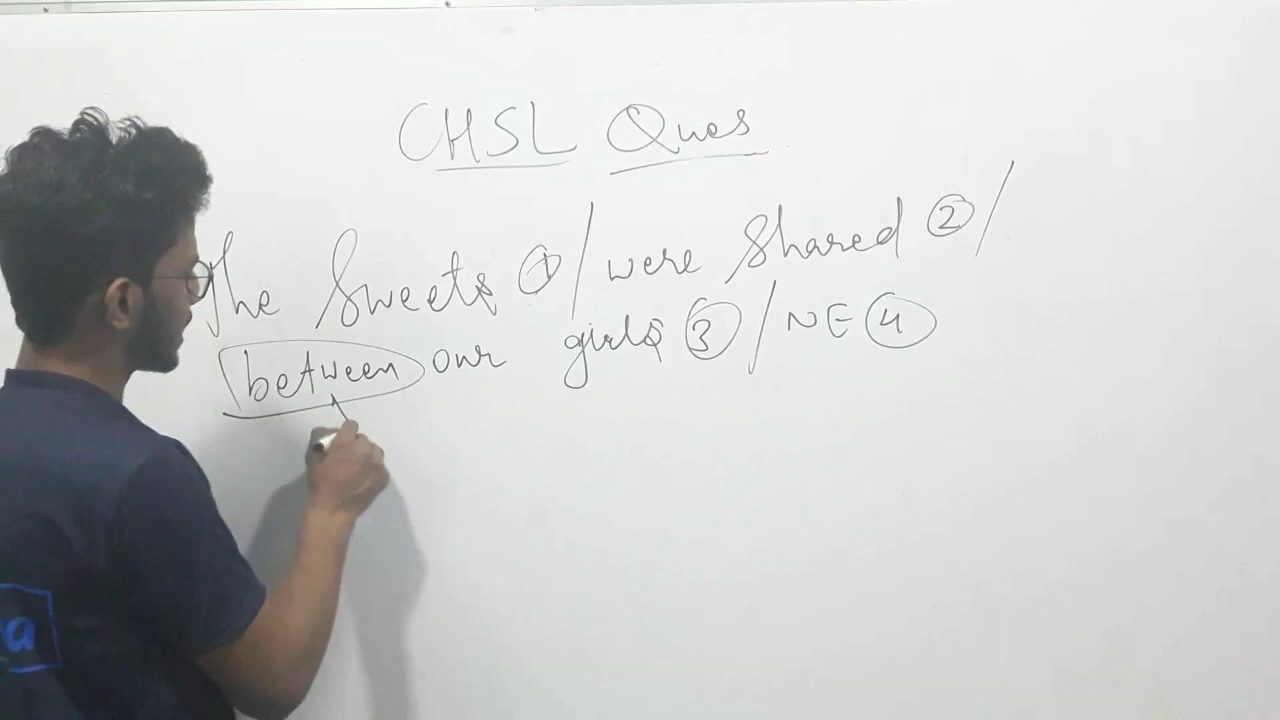 CHSL Ques
The Sweets ① / were Shared ② /
between our girls ③ / NE ④